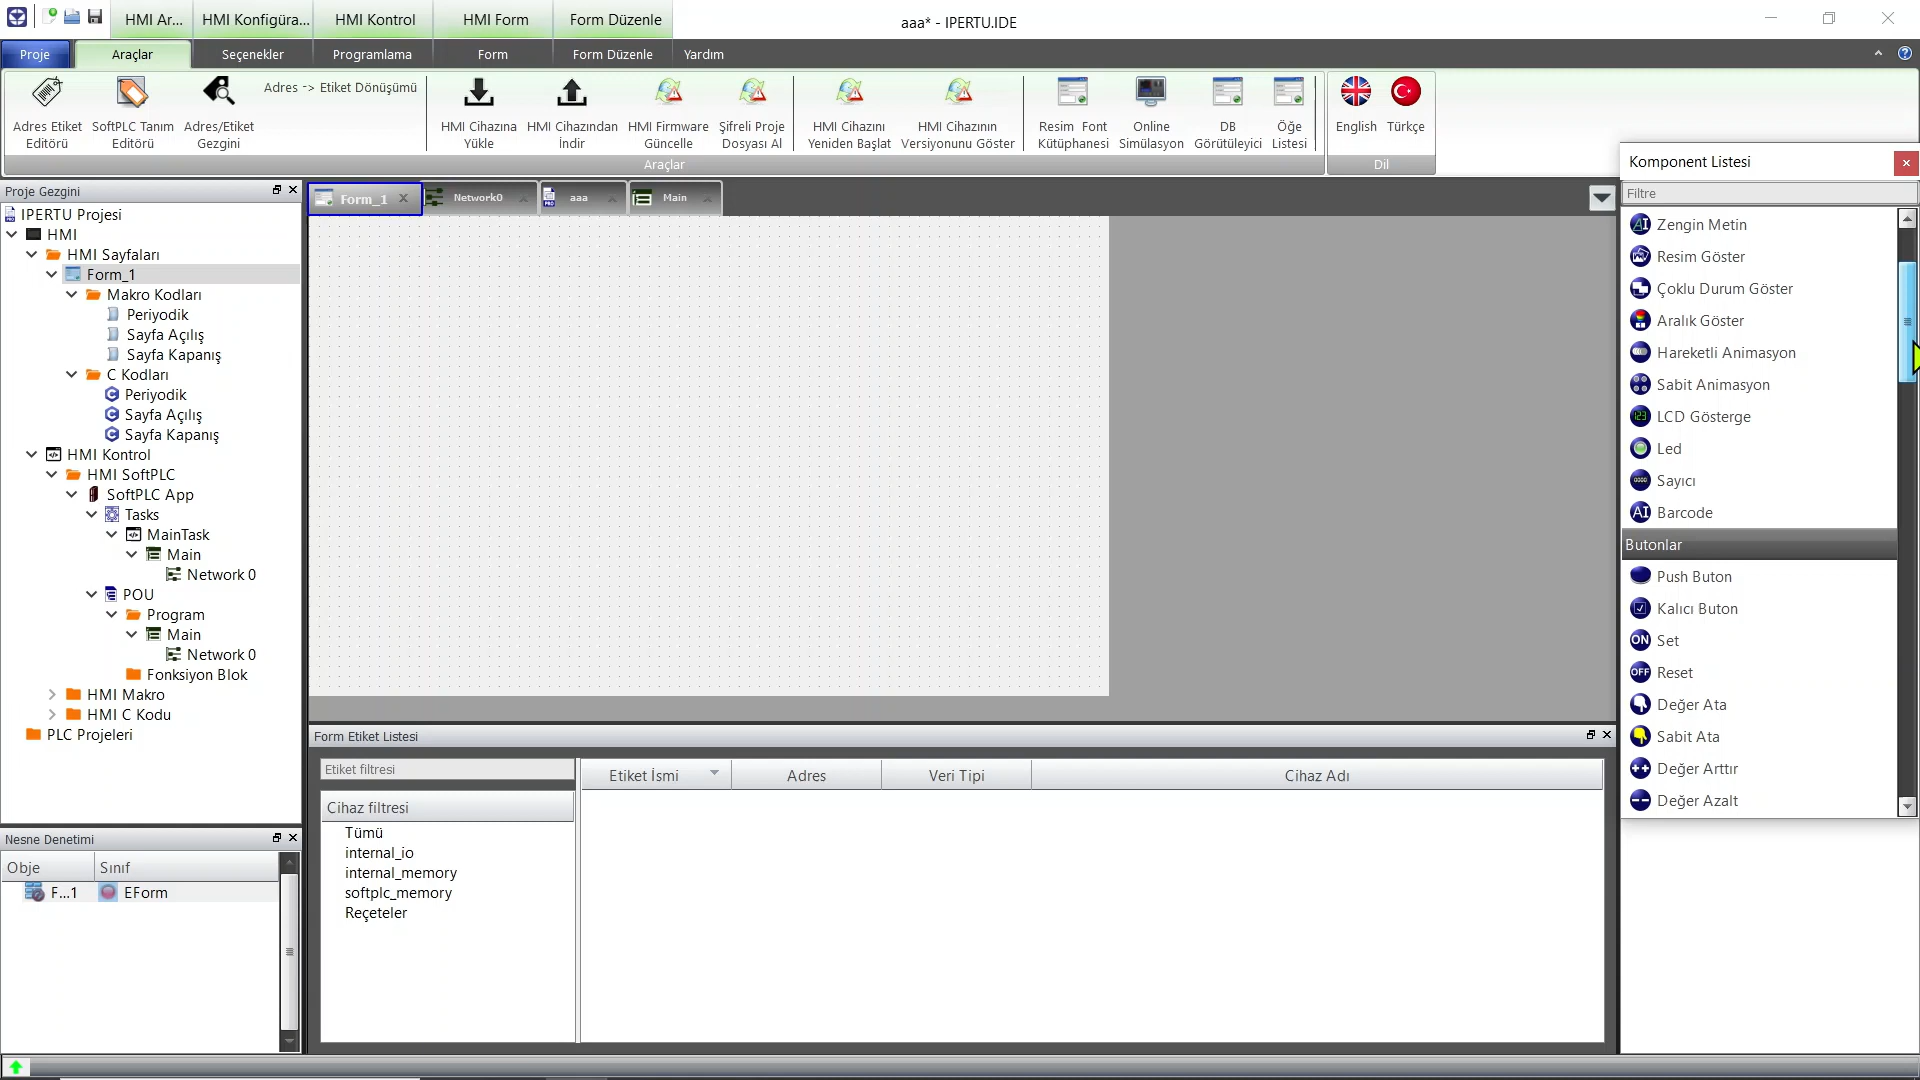 HMI Ar...
HMI Konfigüra...
HMI Kontrol
HMI Form
Form Düzenle
aaa* - IPERTU.IDE
Proje
Araçlar
Seçenekler
Programlama
Form
Form Düzenle
Yardım
Adres Etiket
Editörü
SoftPLC Tanım
Editörü
Adres/Etiket
Gezgini
Adres -> Etiket Dönüşümü
HMI Cihazına
Yükle
HMI Cihazından
İndir
HMI Firmware
Güncelle
Şifreli Proje
Dosyası Al
HMI Cihazını
Yeniden Başlat
HMI Cihazının
Versiyonunu Göster
Resim Font
Kütüphanesi
Online
Simülasyon
DB
Görütüleyici
Öğe
Listesi
English
Türkçe
Araçlar
Dil
Proje Gezgini
IPERTU Projesi
HMI
HMI Sayfaları
Form_1
Makro Kodları
Periyodik
Sayfa Açılış
Sayfa Kapanış
C Kodları
Periyodik
Sayfa Açılış
Sayfa Kapanış
HMI Kontrol
HMI SoftPLC
SoftPLC App
Tasks
MainTask
Main
Network 0
POU
Program
Main
Network 0
Fonksiyon Blok
HMI Makro
HMI C Kodu
PLC Projeleri
Nesne Denetimi
Obje
Sınıf
F...1
EForm
Form_1
Network0
aaa
Main
Form Etiket Listesi
Etiket filtresi
Cihaz filtresi
Tümü
internal_io
internal_memory
softplc_memory
Reçeteler
Etiket İsmi
Adres
Veri Tipi
Cihaz Adı
Komponent Listesi
Filtre
Zengin Metin
Resim Göster
Çoklu Durum Göster
Aralık Göster
Hareketli Animasyon
Sabit Animasyon
LCD Gösterge
Led
Sayıcı
Barcode
Butonlar
Push Buton
Kalıcı Buton
ON Set
OFF Reset
Değer Ata
Sabit Ata
Değer Arttır
Değer Azalt